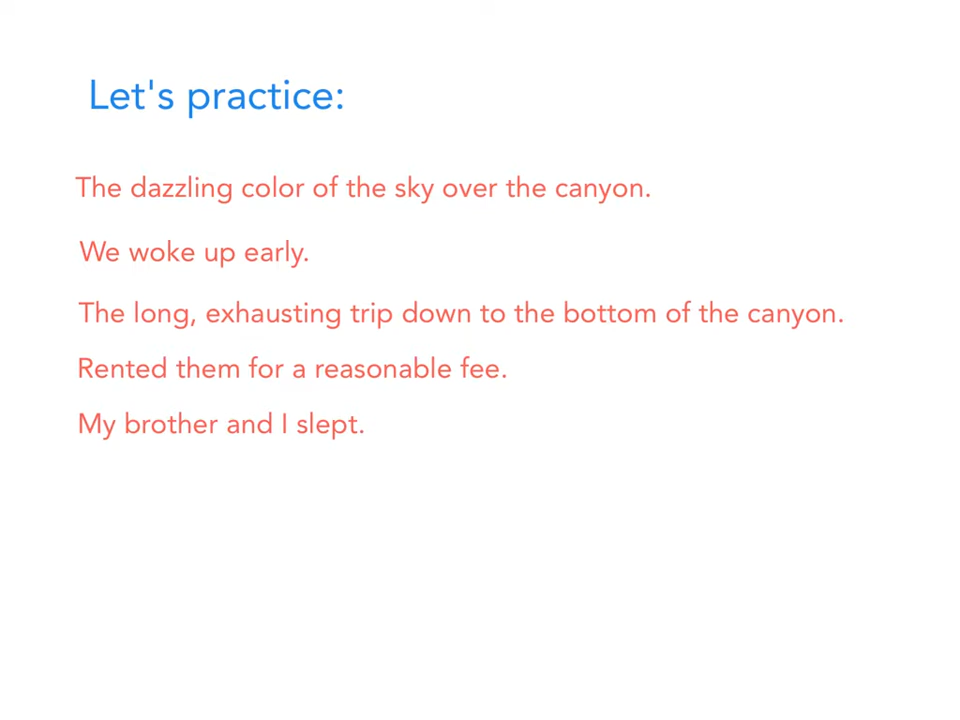 Let's practice:
The dazzling color of the sky over the canyon.
We woke up early.
The long, exhausting trip down to the bottom of the canyon.
Rented them for a reasonable fee.
My brother and I slept.